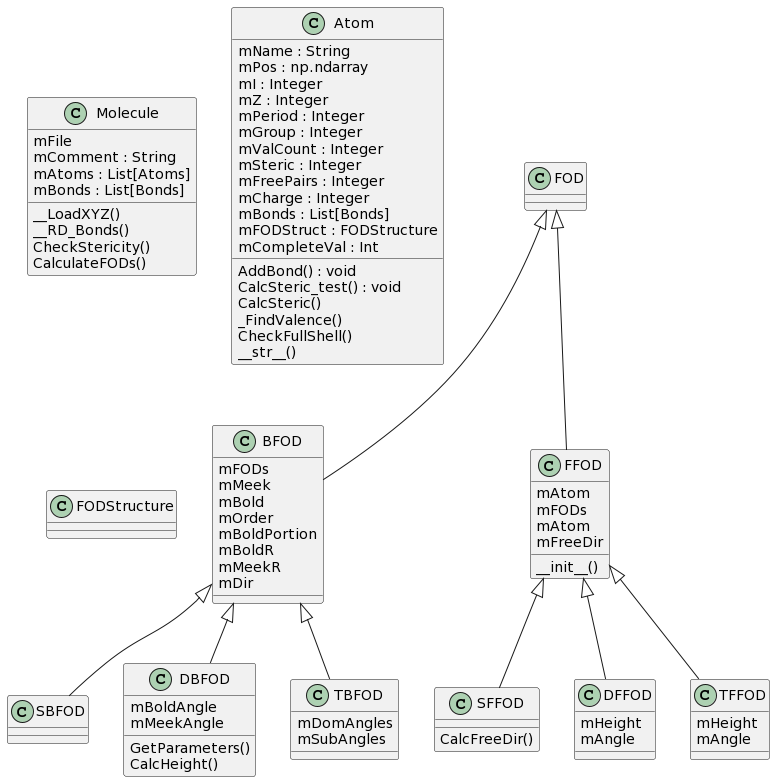 C Atom
mName : String
mPos : np.ndarray
mI : Integer
mZ : Integer
mPeriod : Integer
mGroup : Integer
mValCount : Integer
mSteric : Integer
mFreePairs : Integer
mCharge : Integer
mBonds : List[Bonds]
mFODStruct : FODStructure
mCompleteVal : Int
AddBond() : void
CalcSteric_test() : void
CalcSteric()
_FindValence()
CheckFullShell()
__str__()
C Molecule
mFile
mComment : String
mAtoms : List[Atoms]
mBonds : List[Bonds]
__LoadXYZ()
__RD_Bonds()
CheckStericity()
CalculateFODs()
C FOD
C BFOD
mFODs
mMeek
mBold
mOrder
mBoldPortion
mBoldR
mMeekR
mDir
C FFOD
mAtom
mFODs
mAtom
mFreeDir
__init__()
C FODStructure
C SBFOD
C DBFOD
mBoldAngle
mMeekAngle
GetParameters()
CalcHeight()
C TBFOD
mDomAngles
mSubAngles
C SFFOD
CalcFreeDir()
C DFFOD
mHeight
mAngle
C TFFOD
mHeight
mAngle